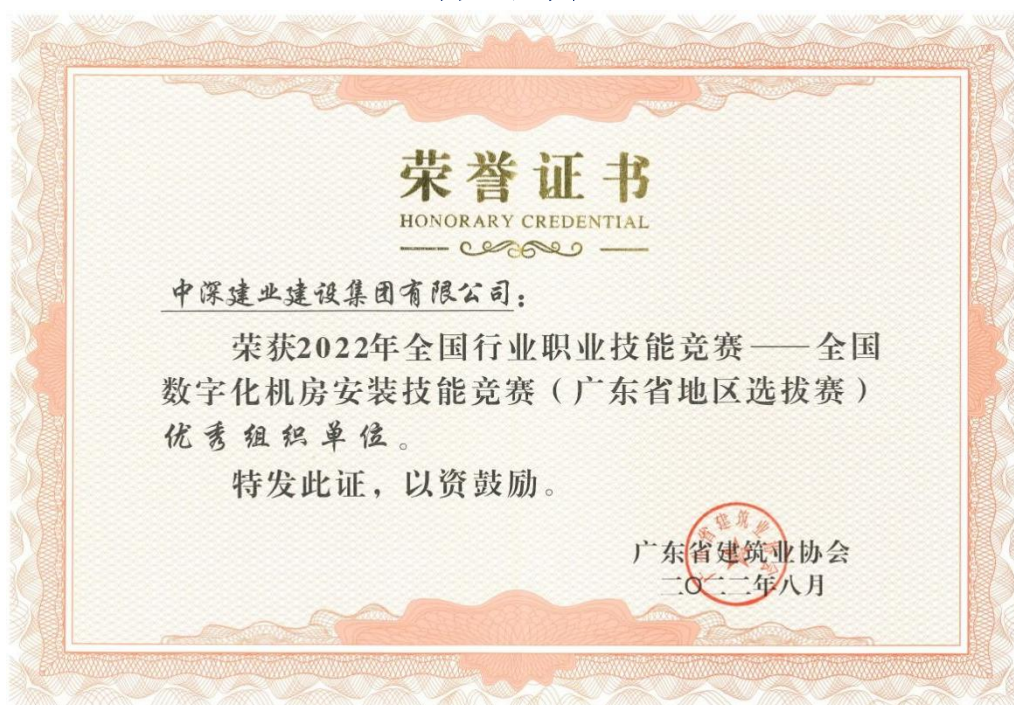 荣誉证书
HONORARY CREDENTIAL
中深建业建设集团有限公司：
荣获2022年全国行业职业技能竞赛——全国
数字化机房安装技能竞赛（广东省地区选拔赛）
优秀组织单位。
特发此证，以资鼓励。
广东省建筑业协会
二〇二二年八月